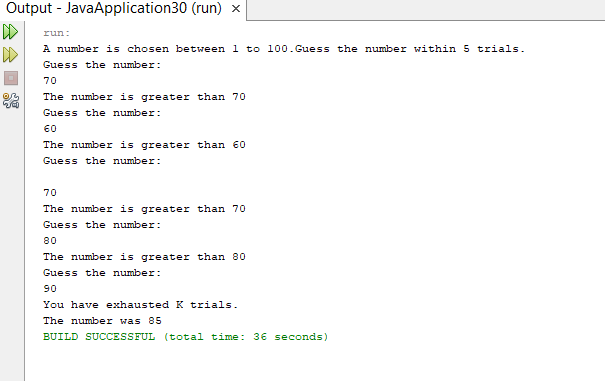 Output - JavaApplication30 (run) ×
run:
A number is chosen between 1 to 100.Guess the number within 5 trials.
Guess the number:
70
The number is greater than 70
Guess the number:
60
The number is greater than 60
Guess the number:
70
The number is greater than 70
Guess the number:
80
The number is greater than 80
Guess the number:
90
You have exhausted K trials.
The number was 85
BUILD SUCCESSFUL (total time: 36 seconds)